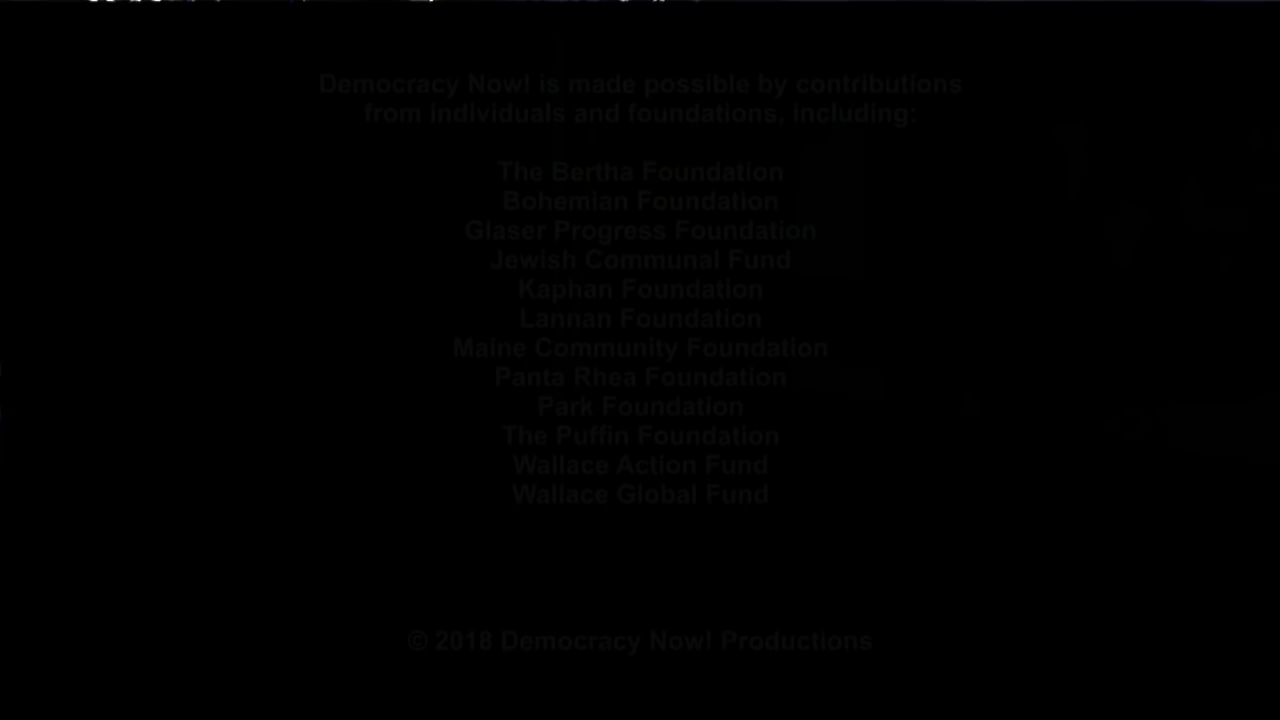 Democracy Now! is made possible by contributions
from individuals and foundations, including:
The Bertha Foundation
Bohemian Foundation
Glaser Progress Foundation
Jewish Communal Fund
Kaphan Foundation
Lannan Foundation
Maine Community Foundation
Panta Rhea Foundation
Park Foundation
The Puffin Foundation
Wallace Action Fund
Wallace Global Fund
© 2018 Democracy Now! Productions